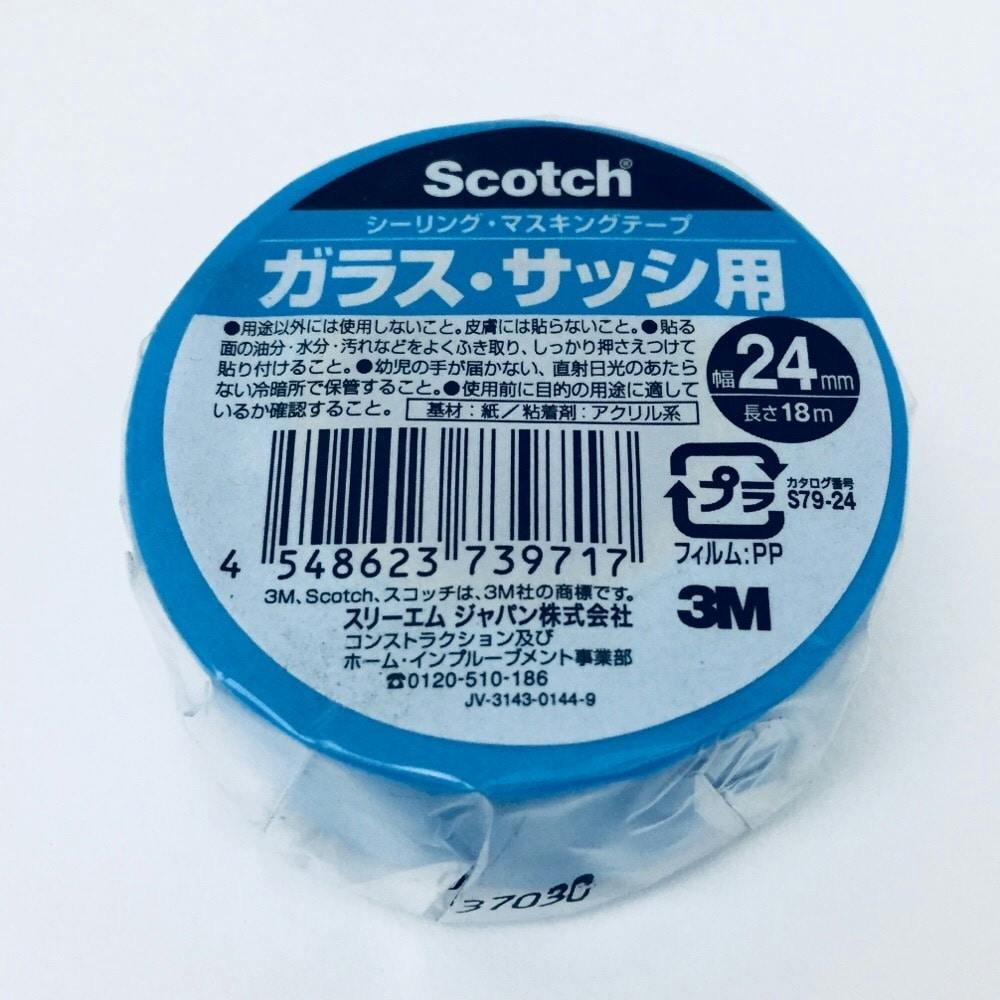 Scotch®
シーリング・マスキングテープ
ガラス・サッシ用
●用途以外には使用しないこと。皮膚には貼らないこと。●貼る
面の油分・水分・汚れなどをよくふき取り、しっかり押さえつけて
貼り付けること。●幼児の手が届かない、直射日光のあたら
ない冷暗所で保管すること。●使用前に目的の用途に適して
いるか確認すること。
基材：紙／粘着剤：アクリル系
幅24mm
長さ18m
プラ
フィルム:PP
カタログ番号
S79-24
4 548623 739717
3M、Scotch、スコッチは、3M社の商標です。
スリーエム ジャパン株式会社
コンストラクション及び
ホーム・インプルーブメント事業部
☎0120-510-186
JV-3143-0144-9
3M
37030